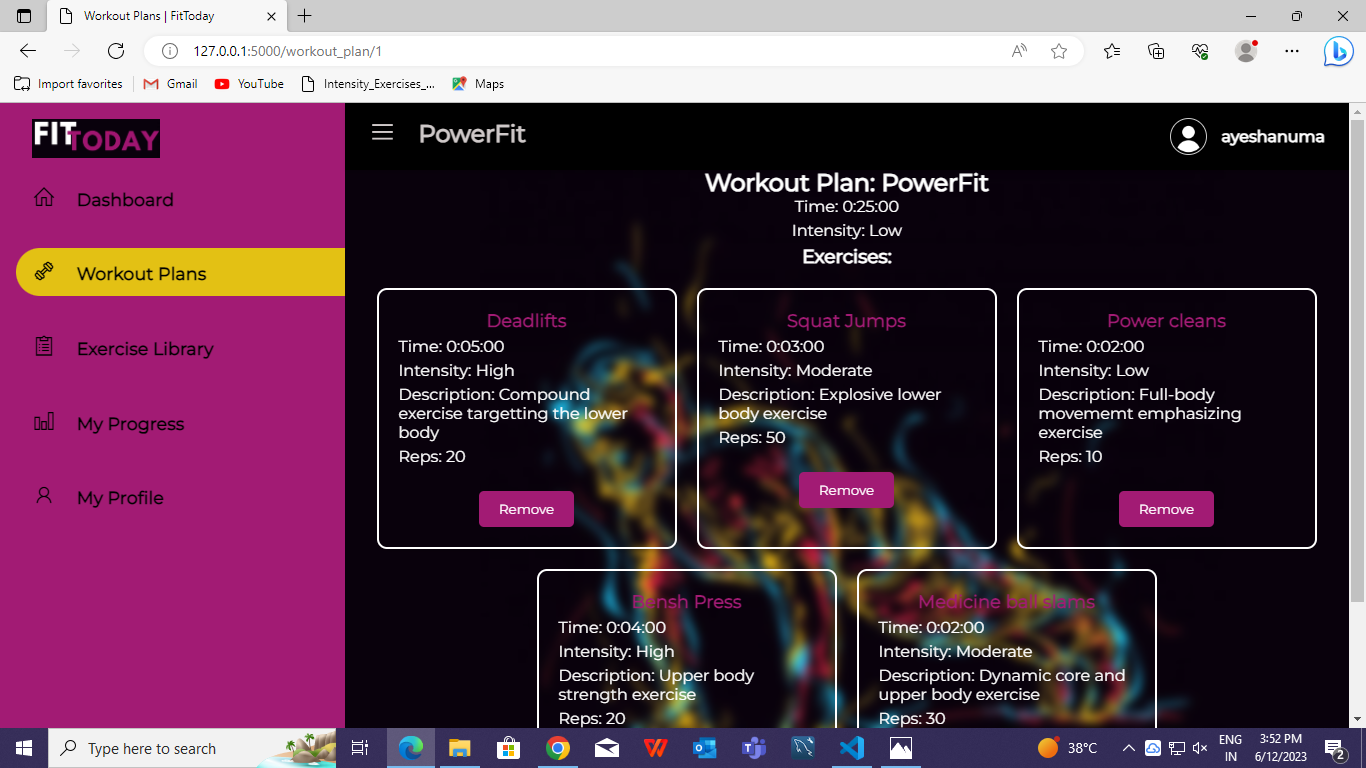 Workout Plans | FitToday
127.0.0.1:5000/workout_plan/1
Import favorites
Gmail
YouTube
Intensity_Exercises_...
Maps
FITTODAY
PowerFit
ayeshanuma
Dashboard
Workout Plans
Exercise Library
My Progress
My Profile
Workout Plan: PowerFit
Time: 0:25:00
Intensity: Low
Exercises:
Deadlifts
Time: 0:05:00
Intensity: High
Description: Compound
exercise targetting the lower
body
Reps: 20
Remove
Squat Jumps
Time: 0:03:00
Intensity: Moderate
Description: Explosive lower
body exercise
Reps: 50
Remove
Power cleans
Time: 0:02:00
Intensity: Low
Description: Full-body
movememt emphasizing
exercise
Reps: 10
Remove
Bensh Press
Time: 0:04:00
Intensity: High
Description: Upper body
strength exercise
Reps: 20
Medicine ball slams
Time: 0:02:00
Intensity: Moderate
Description: Dynamic core and
upper body exercise
Reps: 30
Type here to search
38°C
ENG
IN
3:52 PM
6/12/2023
2